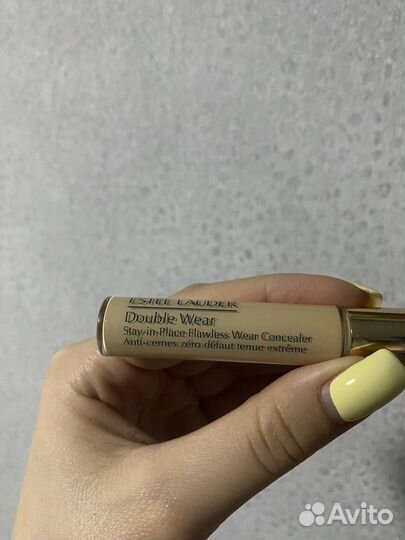 ESTEE LAUDER
Double Wear
Stay-in-Place Flawless Wear Concealer
Anti-cernes zéro défaut tenue extrême
Avito